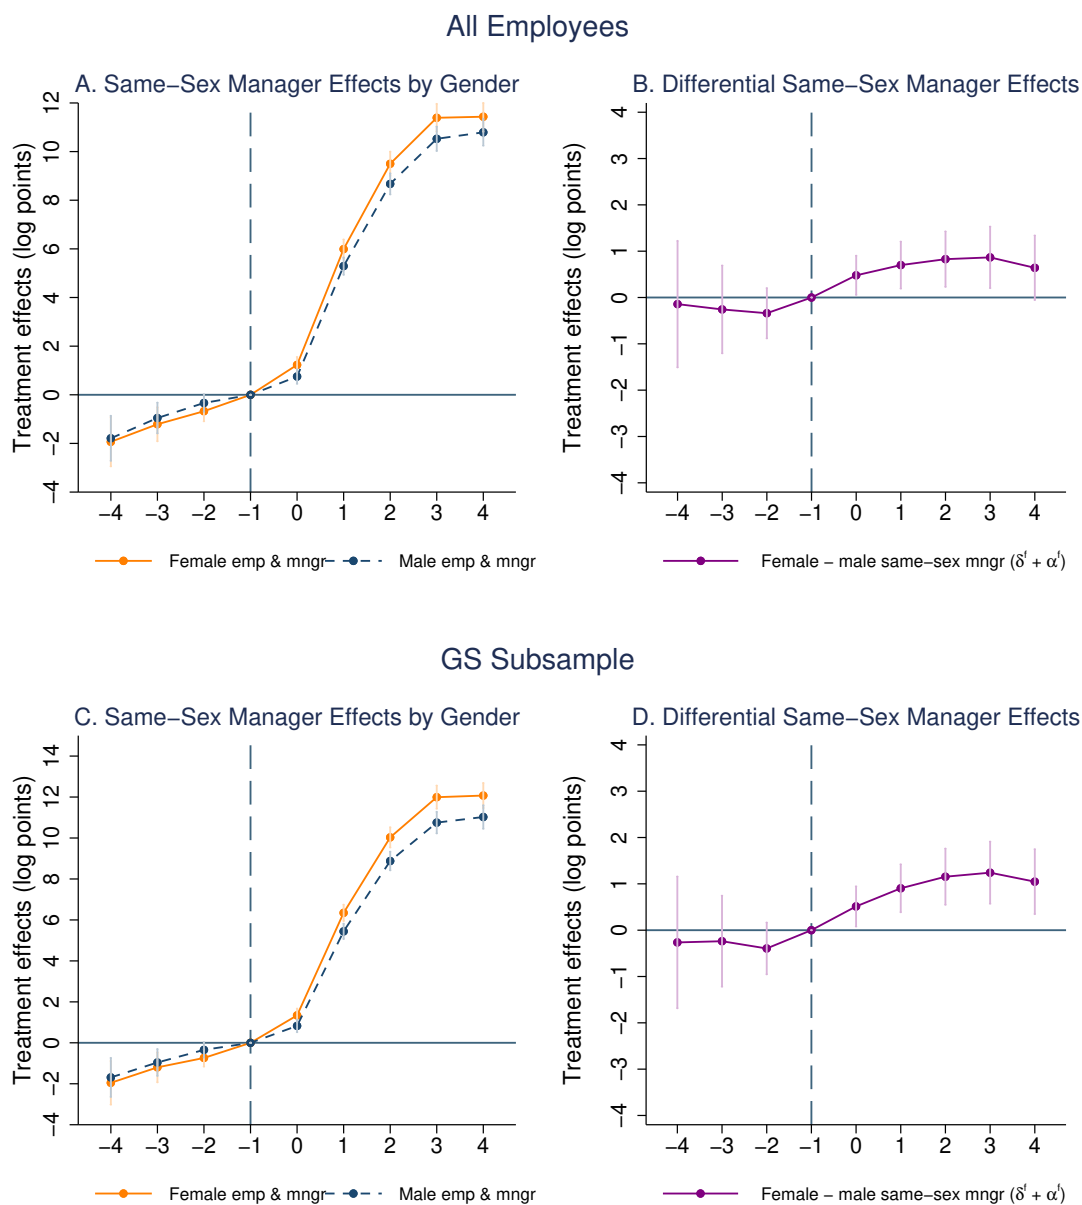 All Employees
A. Same−Sex Manager Effects by Gender
Treatment effects (log points)
12
10
8
6
4
2
0
−2
−4
−4 −3 −2 −1 0 1 2 3 4
Female emp & mngr Male emp & mngr
B. Differential Same−Sex Manager Effects
Treatment effects (log points)
4
3
2
1
0
−1
−2
−3
−4
−4 −3 −2 −1 0 1 2 3 4
Female − male same−sex mngr (δᶠ + αᶠ)
GS Subsample
C. Same−Sex Manager Effects by Gender
Treatment effects (log points)
14
12
10
8
6
4
2
0
−2
−4
−4 −3 −2 −1 0 1 2 3 4
Female emp & mngr Male emp & mngr
D. Differential Same−Sex Manager Effects
Treatment effects (log points)
4
3
2
1
0
−1
−2
−3
−4
−4 −3 −2 −1 0 1 2 3 4
Female − male same−sex mngr (δᶠ + αᶠ)